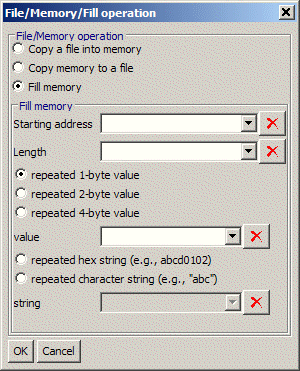 File/Memory/Fill operation
File/Memory operation
Copy a file into memory
Copy memory to a file
Fill memory
Fill memory
Starting address
Length
repeated 1-byte value
repeated 2-byte value
repeated 4-byte value
value
repeated hex string (e.g., abcd0102)
repeated character string (e.g., "abc")
string
OK Cancel